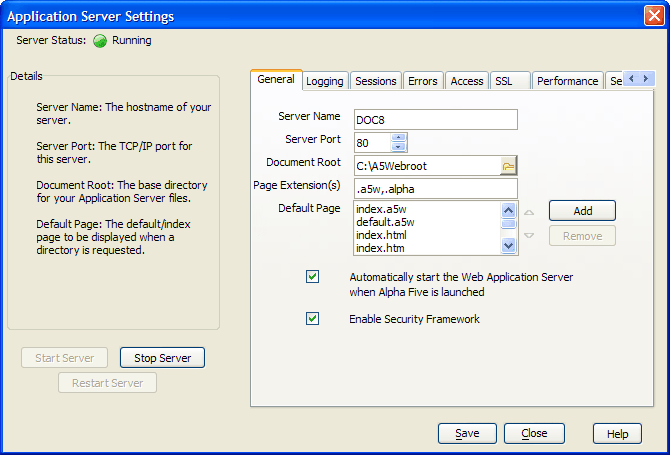 Application Server Settings
Server Status: Running
Details
Server Name: The hostname of your
server.
Server Port: The TCP/IP port for
this server.
Document Root: The base directory
for your Application Server files.
Default Page: The default/index
page to be displayed when a
directory is requested.
Start Server
Stop Server
Restart Server
General Logging Sessions Errors Access SSL Performance Se
Server Name DOC8
Server Port 80
Document Root C:\A5Webroot
Page Extension(s) .a5w,.alpha
Default Page index.a5w
default.a5w
index.html
index.htm
Add
Remove
Automatically start the Web Application Server
when Alpha Five is launched
Enable Security Framework
Save Close Help